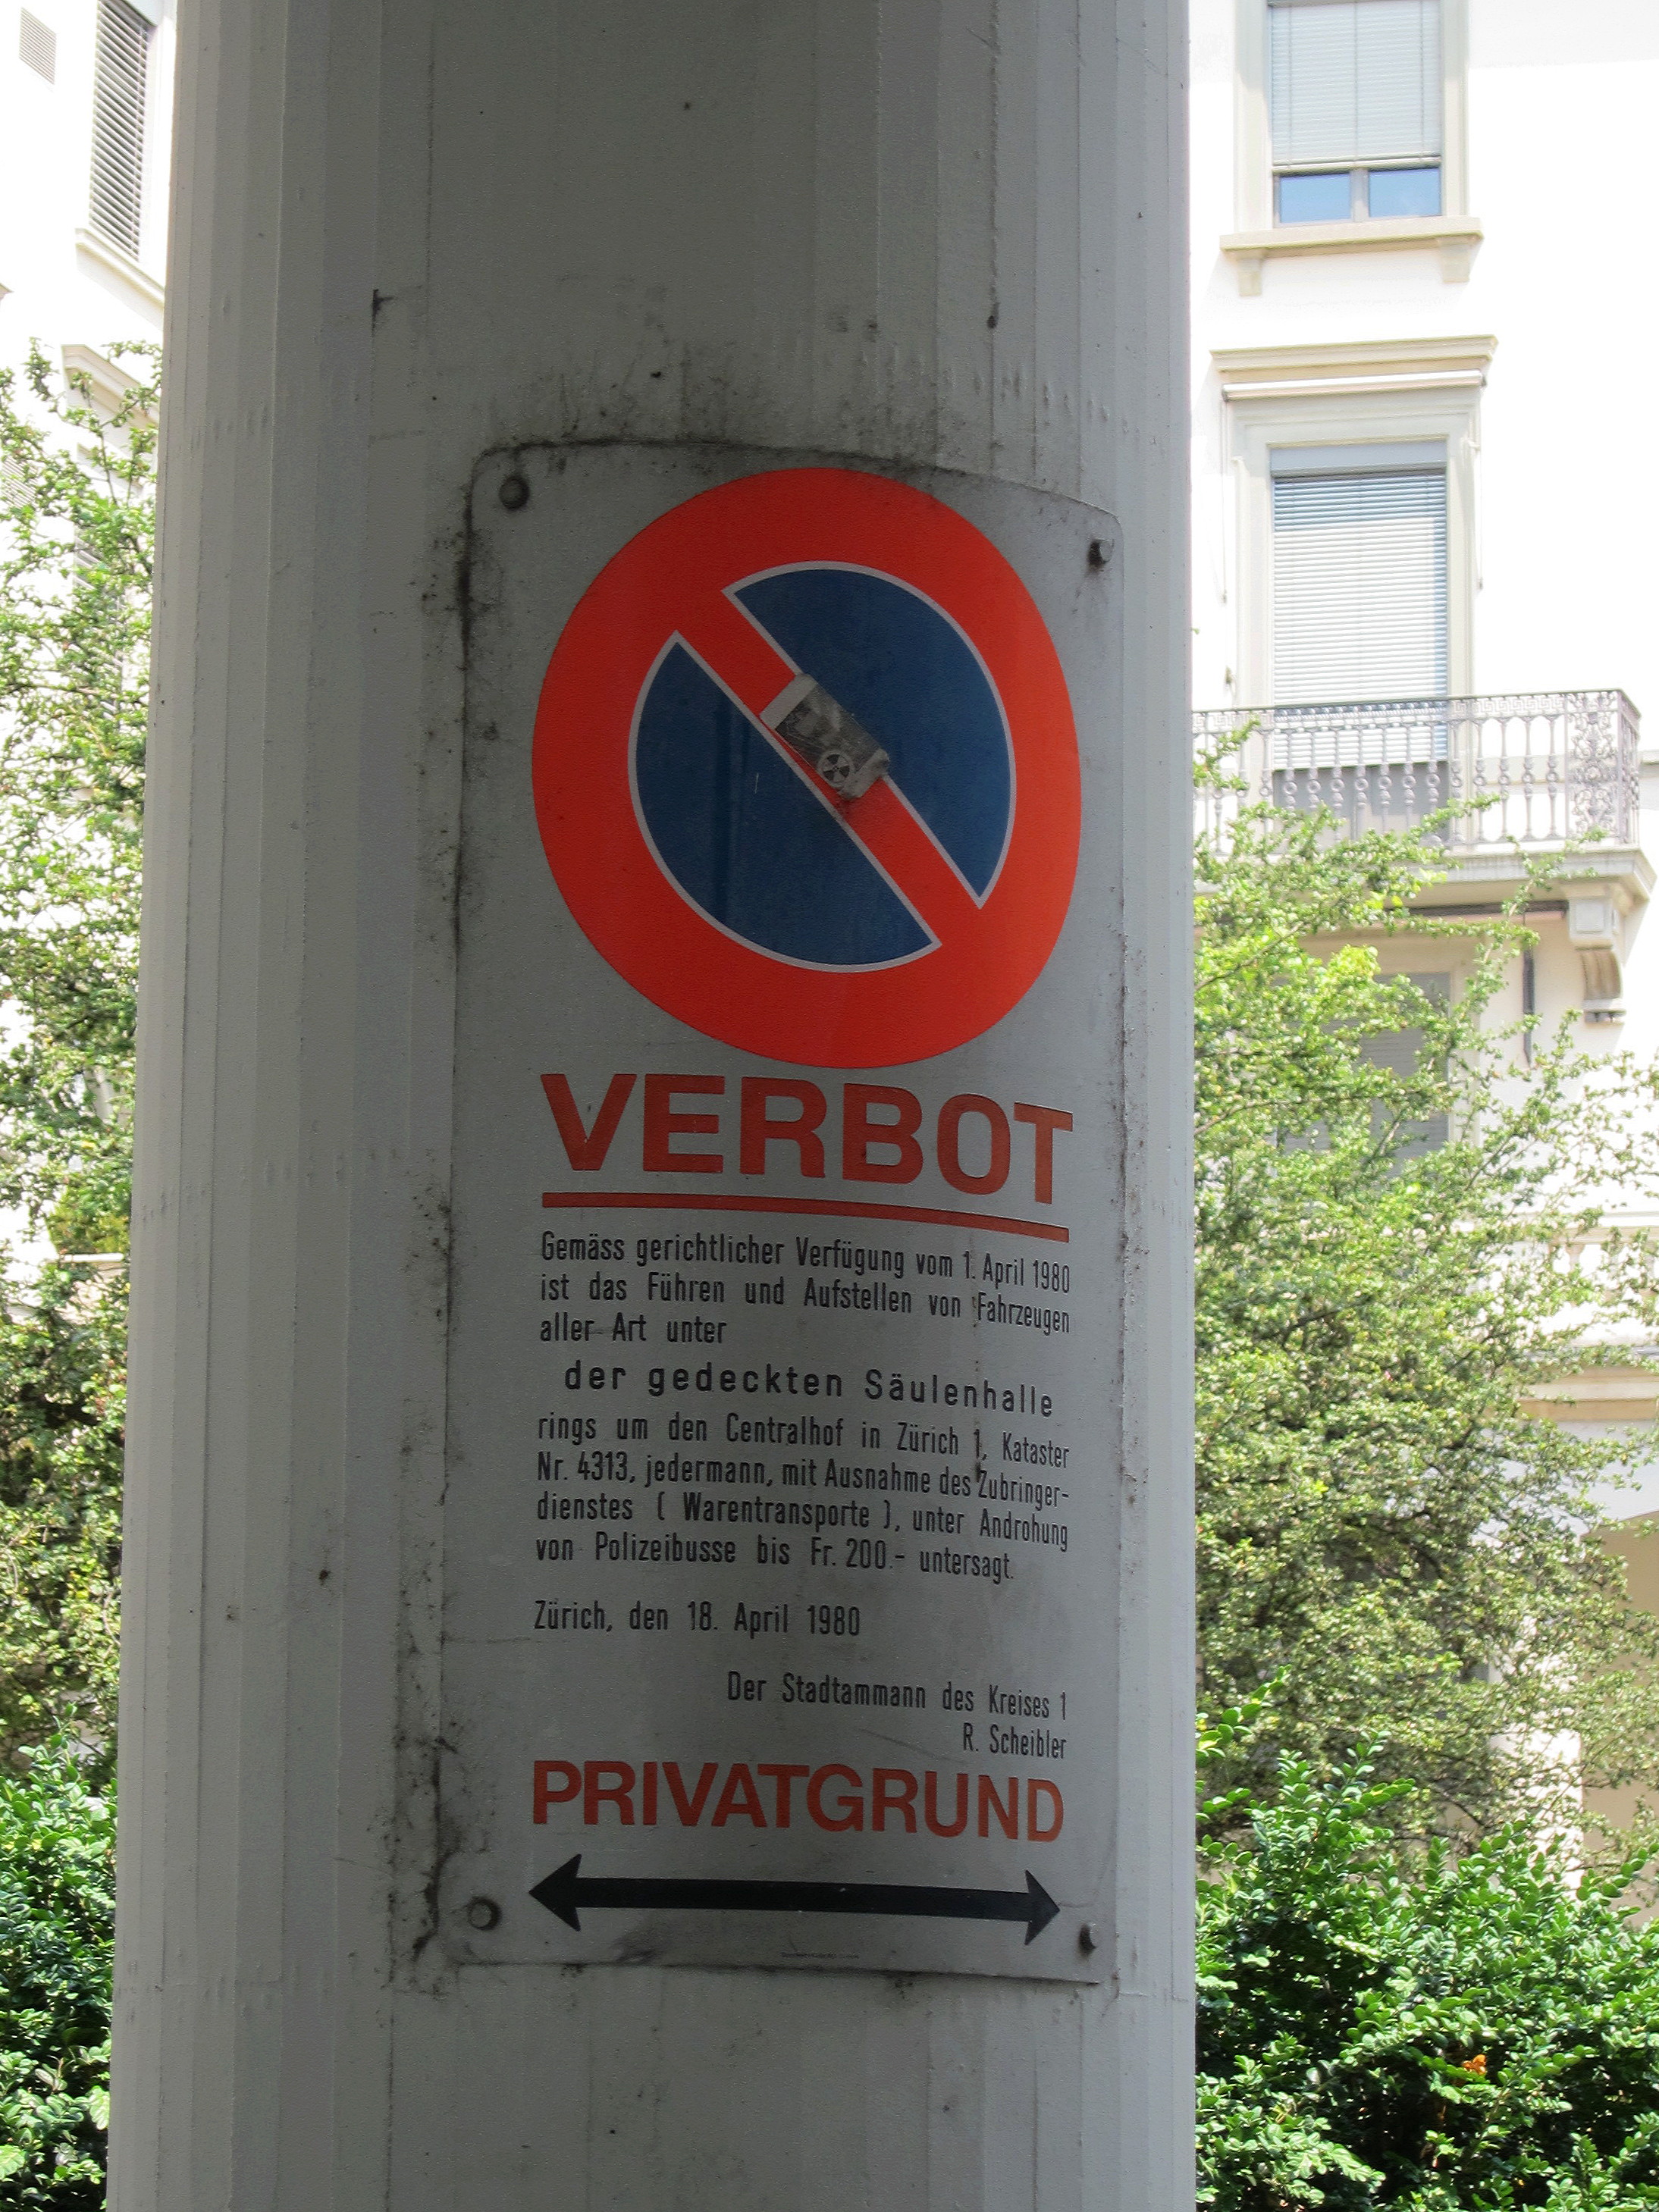 VERBOT
Gemäss gerichtlicher Verfügung vom 1. April 1980
ist das Führen und Aufstellen von Fahrzeugen
aller Art unter
der gedeckten Säulenhalle
rings um den Centralhof in Zürich 1, Kataster
Nr. 4313, jedermann, mit Ausnahme des Zubringer-
dienstes ( Warentransporte ), unter Androhung
von Polizeibusse bis Fr. 200.- untersagt.
Zürich, den 18. April 1980
Der Stadtammann des Kreises 1
R. Scheibler
PRIVATGRUND